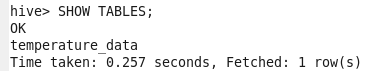 hive> SHOW TABLES;
OK
temperature_data
Time taken: 0.257 seconds, Fetched: 1 row(s)